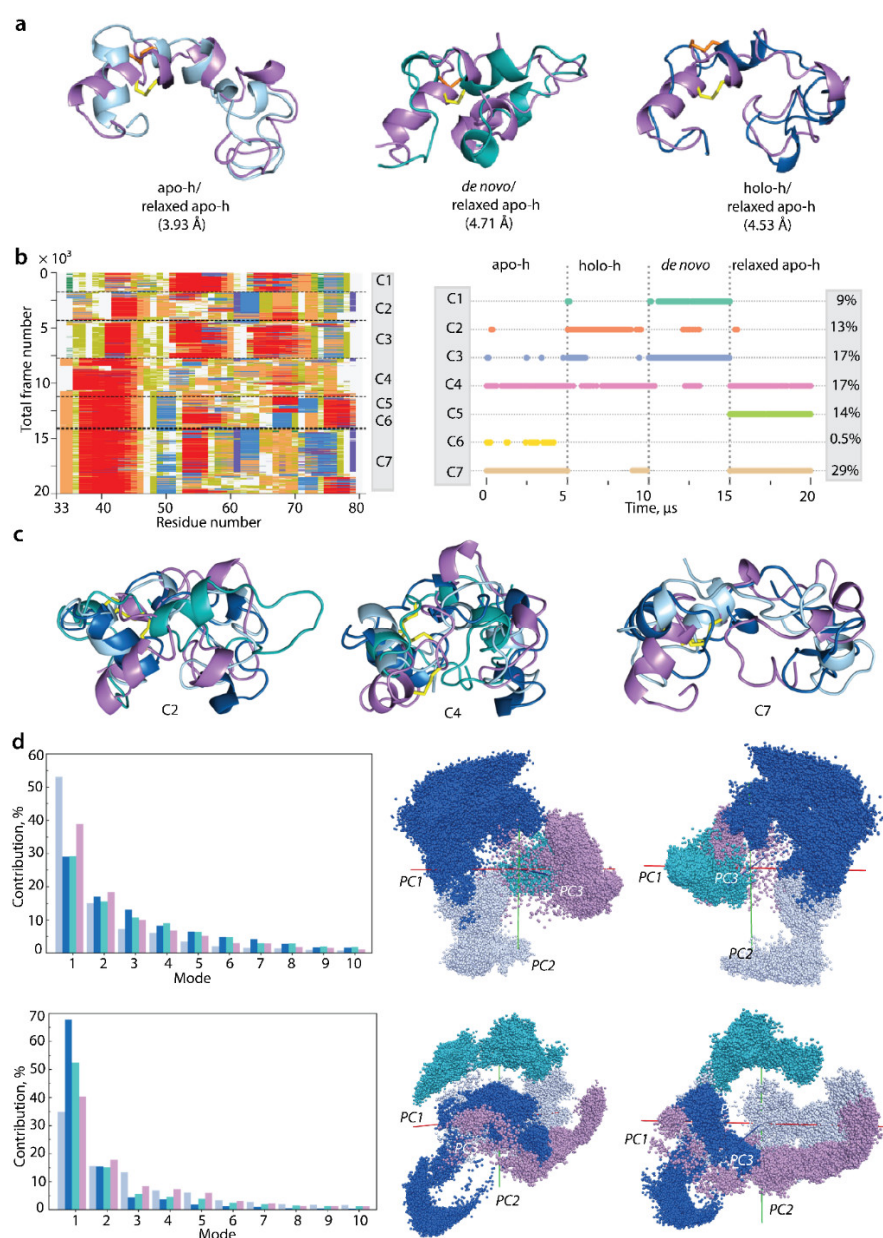 a
apo-h/
relaxed apo-h
(3.93 Å)
de novo/
relaxed apo-h
(4.71 Å)
holo-h/
relaxed apo-h
(4.53 Å)
b
× 10³
Total frame number
0
5
10
15
20
C1
C2
C3
C4
C5
C6
C7
33 40 50 60 70 80
Residue number
apo-h holo-h de novo relaxed apo-h
C1 9%
C2 13%
C3 17%
C4 17%
C5 14%
C6 0.5%
C7 29%
0 5 10 15 20
Time, µs
c
C2
C4
C7
d
Contribution, %
60
50
40
30
20
10
0
1 2 3 4 5 6 7 8 9 10
Mode
PC1
PC3
PC2
PC1
PC3
PC2
Contribution, %
70
60
50
40
30
20
10
0
1 2 3 4 5 6 7 8 9 10
Mode
PC1
PC3
PC2
PC1
PC3
PC2